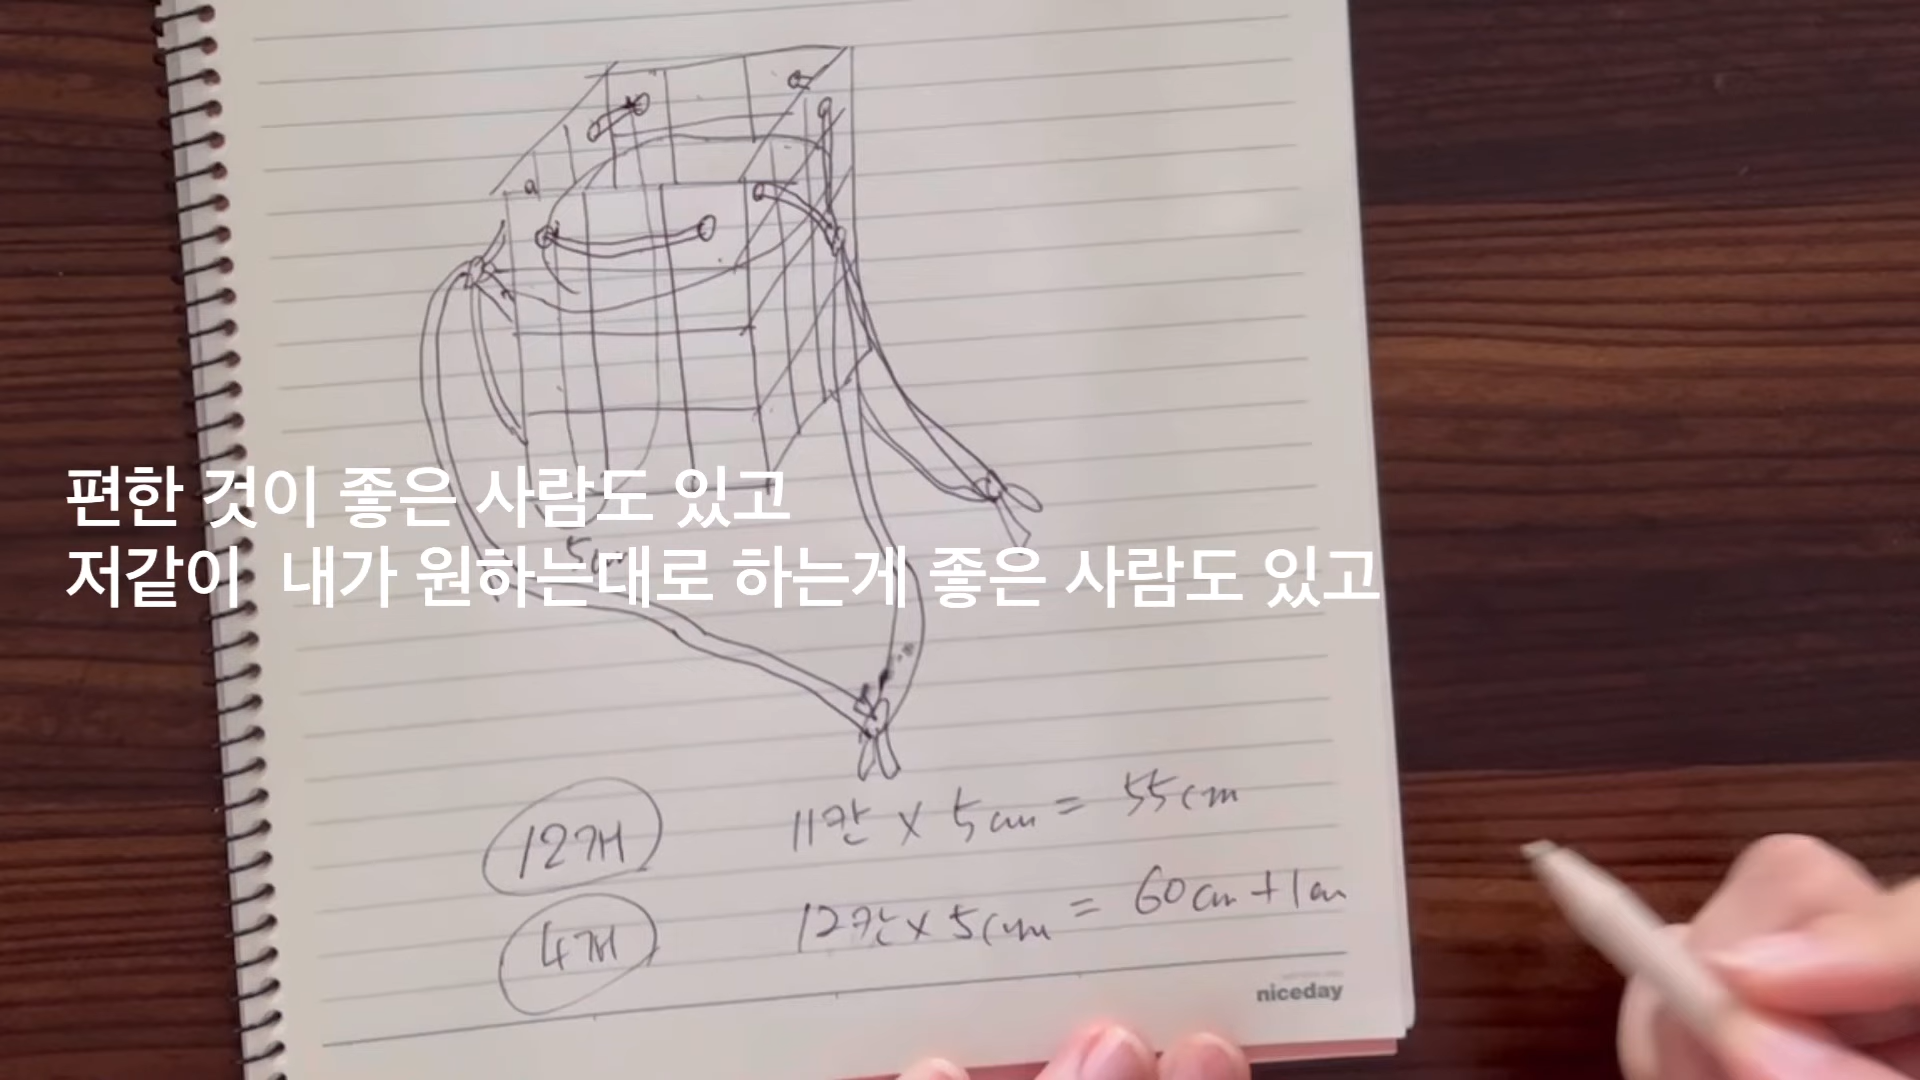 편한 것이 좋은 사람도 있고
5cm
저같이 내가 원하는대로 하는게 좋은 사람도 있고
12개
11칸 x 5cm = 55cm
4개
12칸 x 5cm = 60cm+1cm
niceday